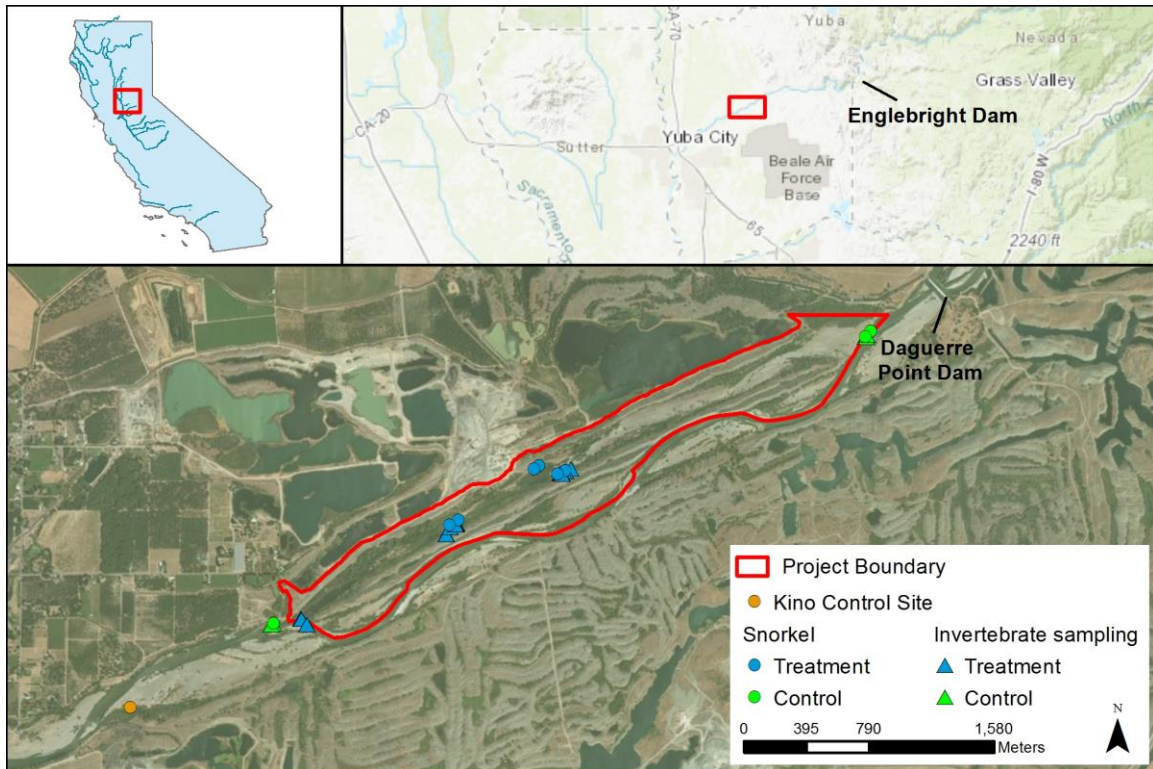 CA-70
Yuba
Nevada
Grass Valley
North
Englebright Dam
CA-20
Yuba City
Sutter
Beale Air
Force
Base
I-80 W
Sacramento
65
2240 ft
Daguerre
Point Dam
Project Boundary
Kino Control Site
Snorkel Invertebrate sampling
Treatment Treatment
Control Control
N
0 395 790 1,580
Meters